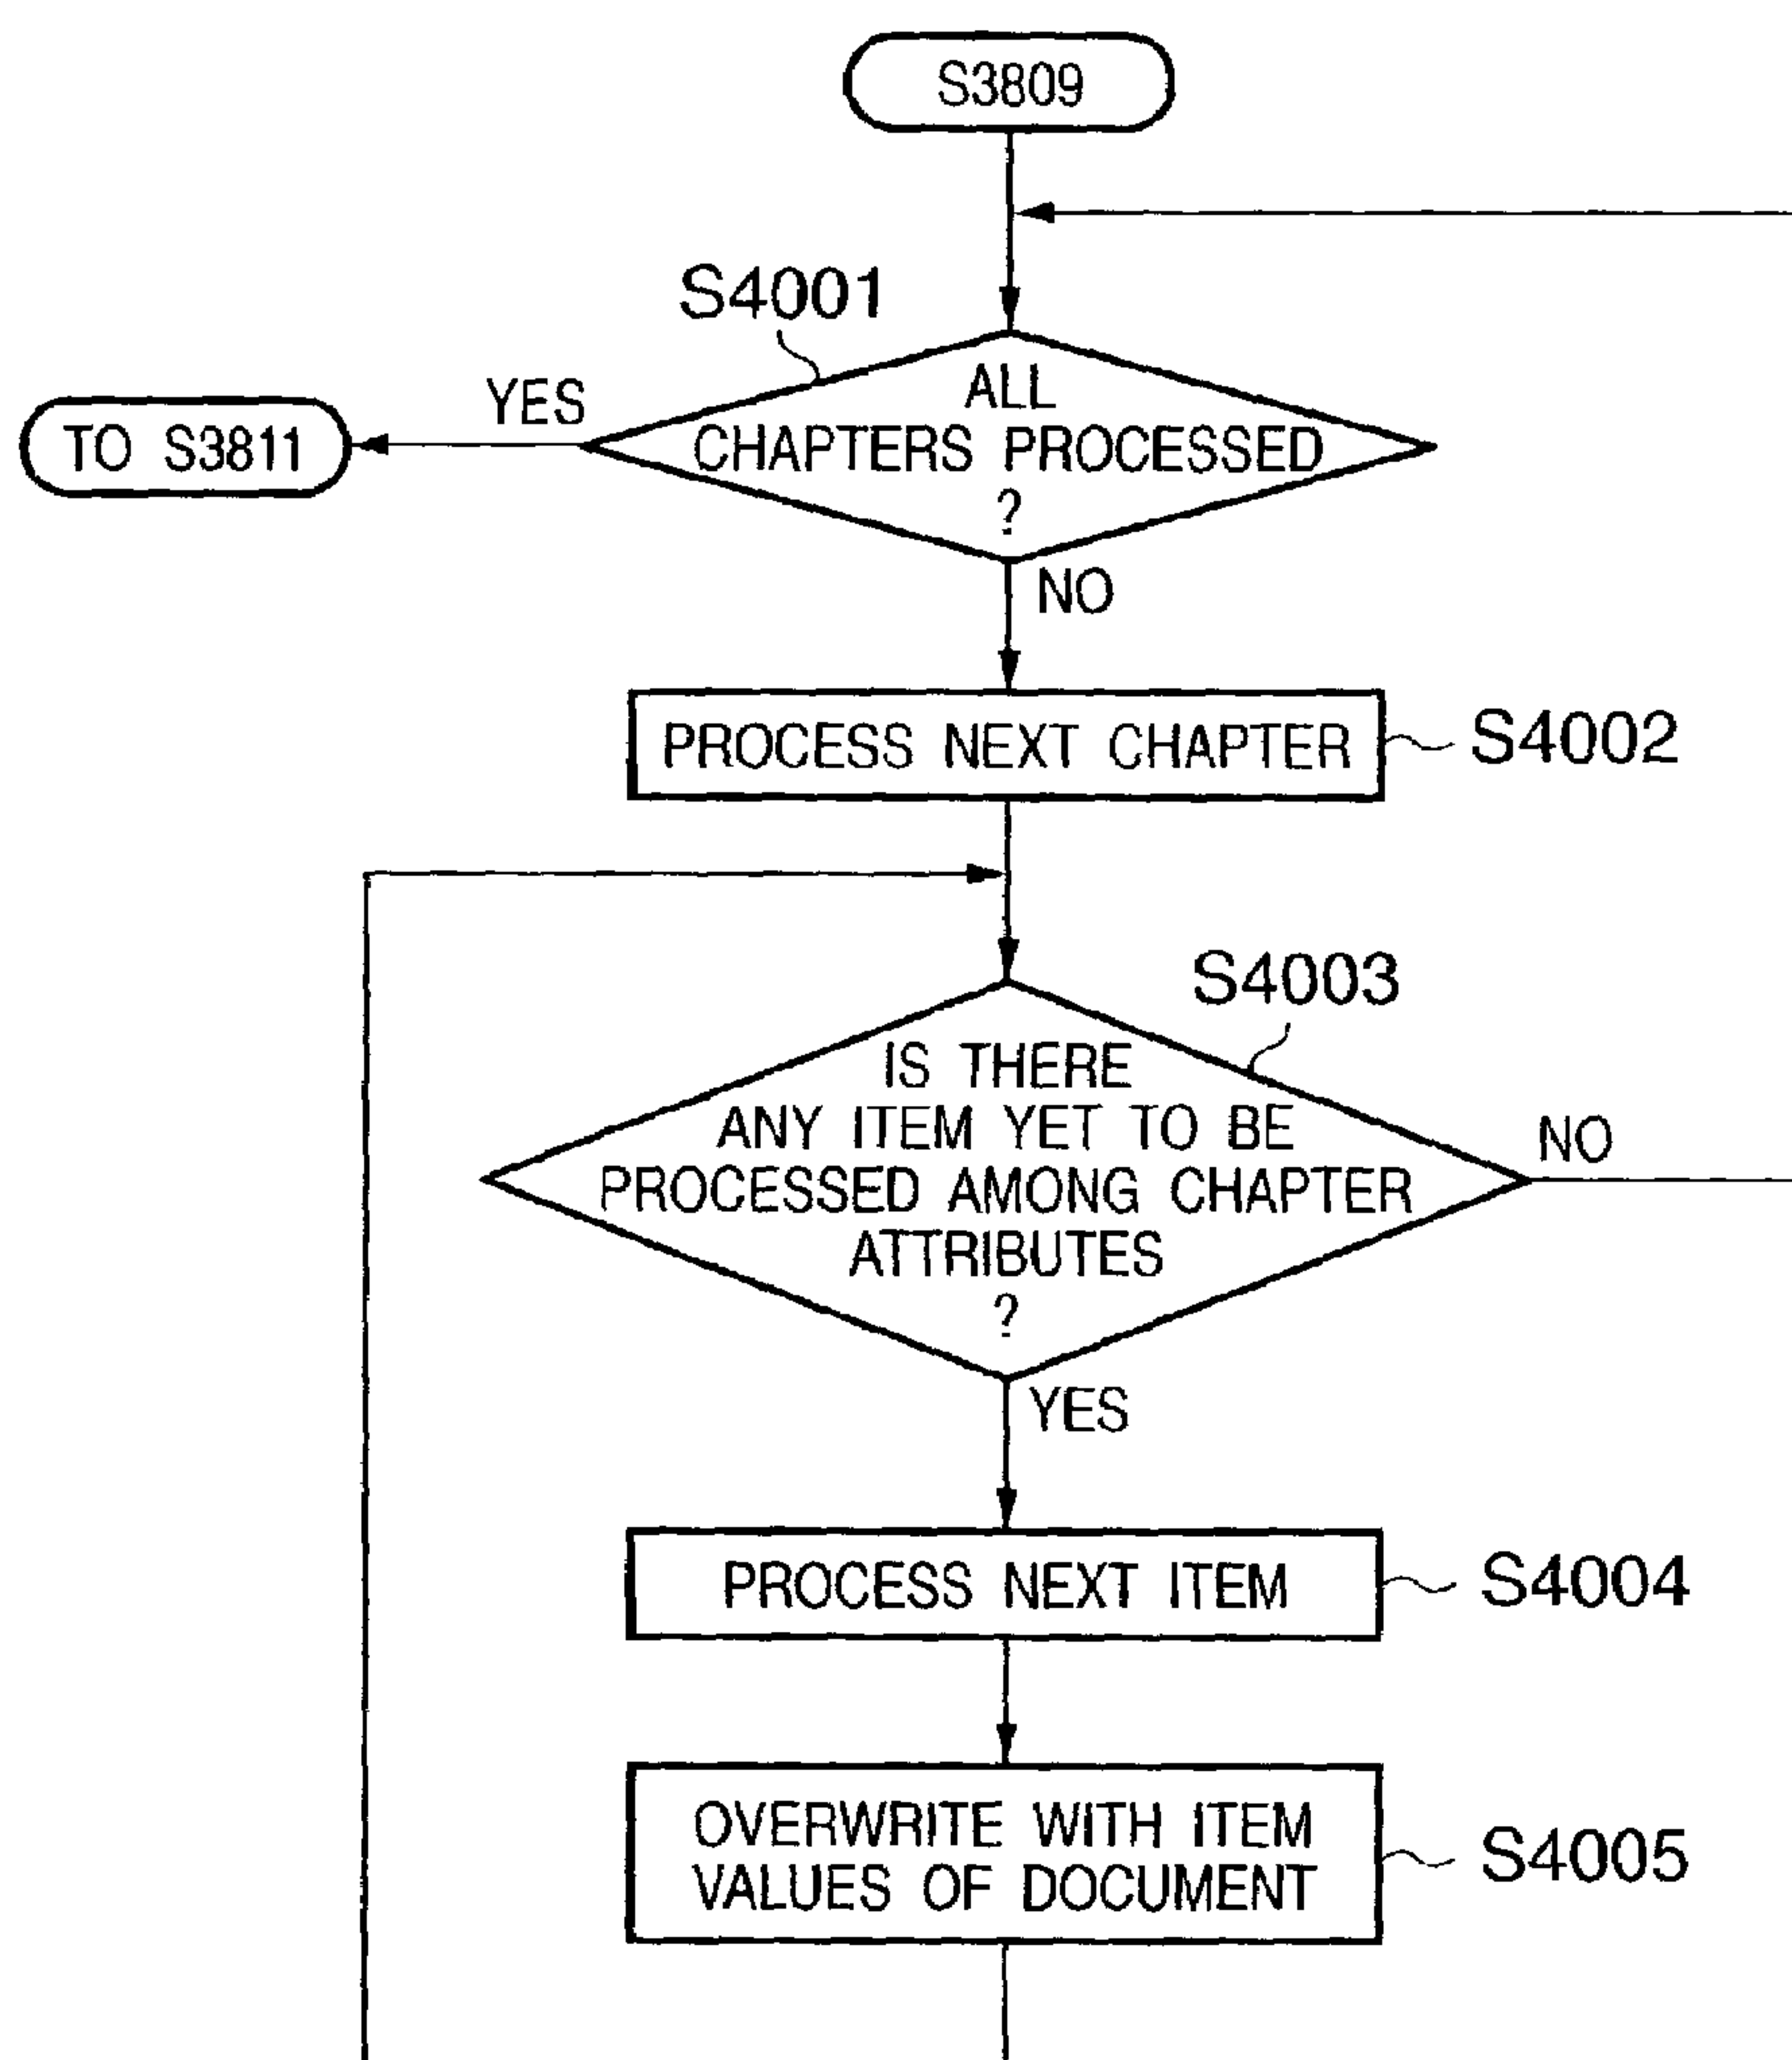 S3809
S4001
YES
TO S3811
ALL
CHAPTERS PROCESSED
?
NO
PROCESS NEXT CHAPTER
S4002
S4003
IS THERE
ANY ITEM YET TO BE
PROCESSED AMONG CHAPTER
ATTRIBUTES
?
NO
YES
PROCESS NEXT ITEM
S4004
OVERWRITE WITH ITEM
VALUES OF DOCUMENT
S4005